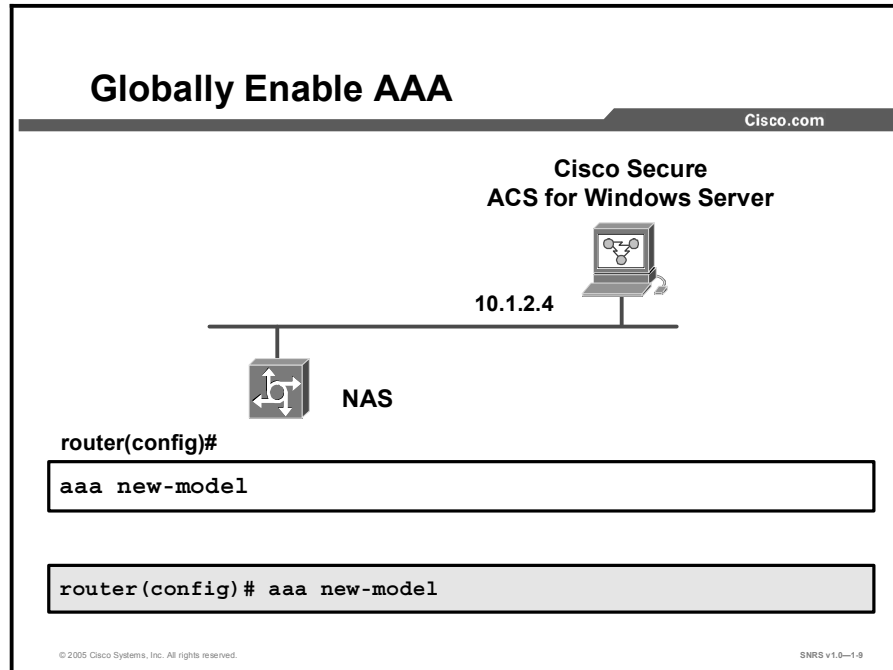 Globally Enable AAA
Cisco.com
Cisco Secure
ACS for Windows Server
10.1.2.4
NAS
router(config)#
aaa new-model
router(config)# aaa new-model
© 2005 Cisco Systems, Inc. All rights reserved.
SNRS v1.0—1-9